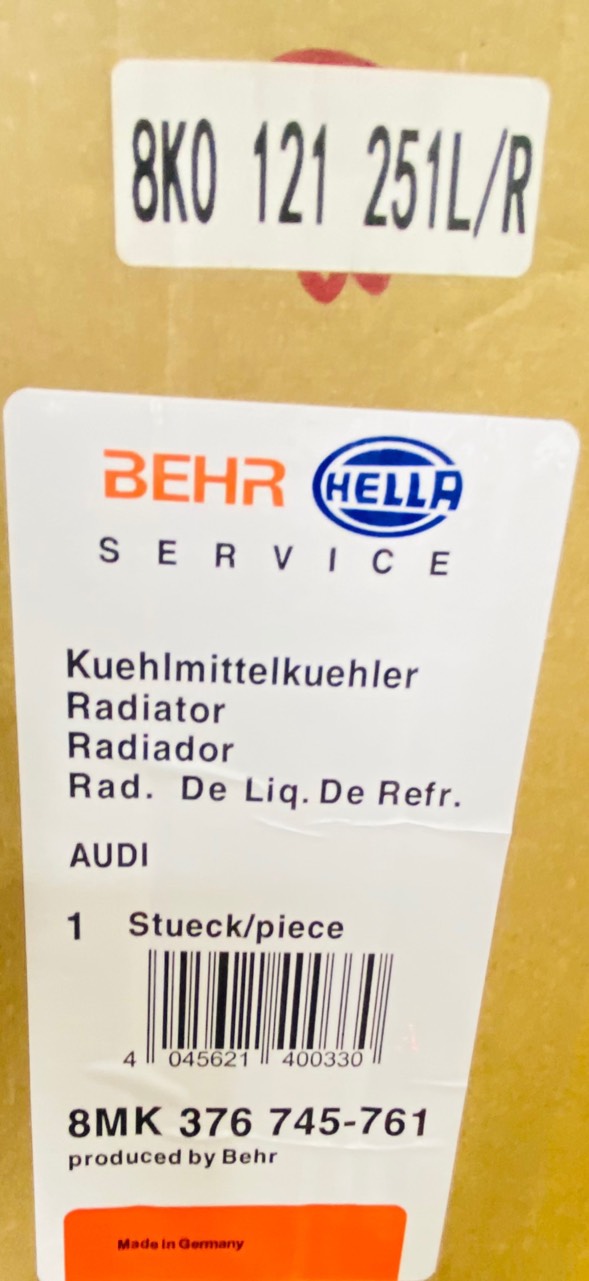 8K0 121 251L/R
BEHR HELLA
SERVICE
Kuehlmittelkuehler
Radiator
Radiador
Rad. De Liq. De Refr.
AUDI
1 Stueck/piece
4 045621 400330
8MK 376 745-761
produced by Behr
Made in Germany